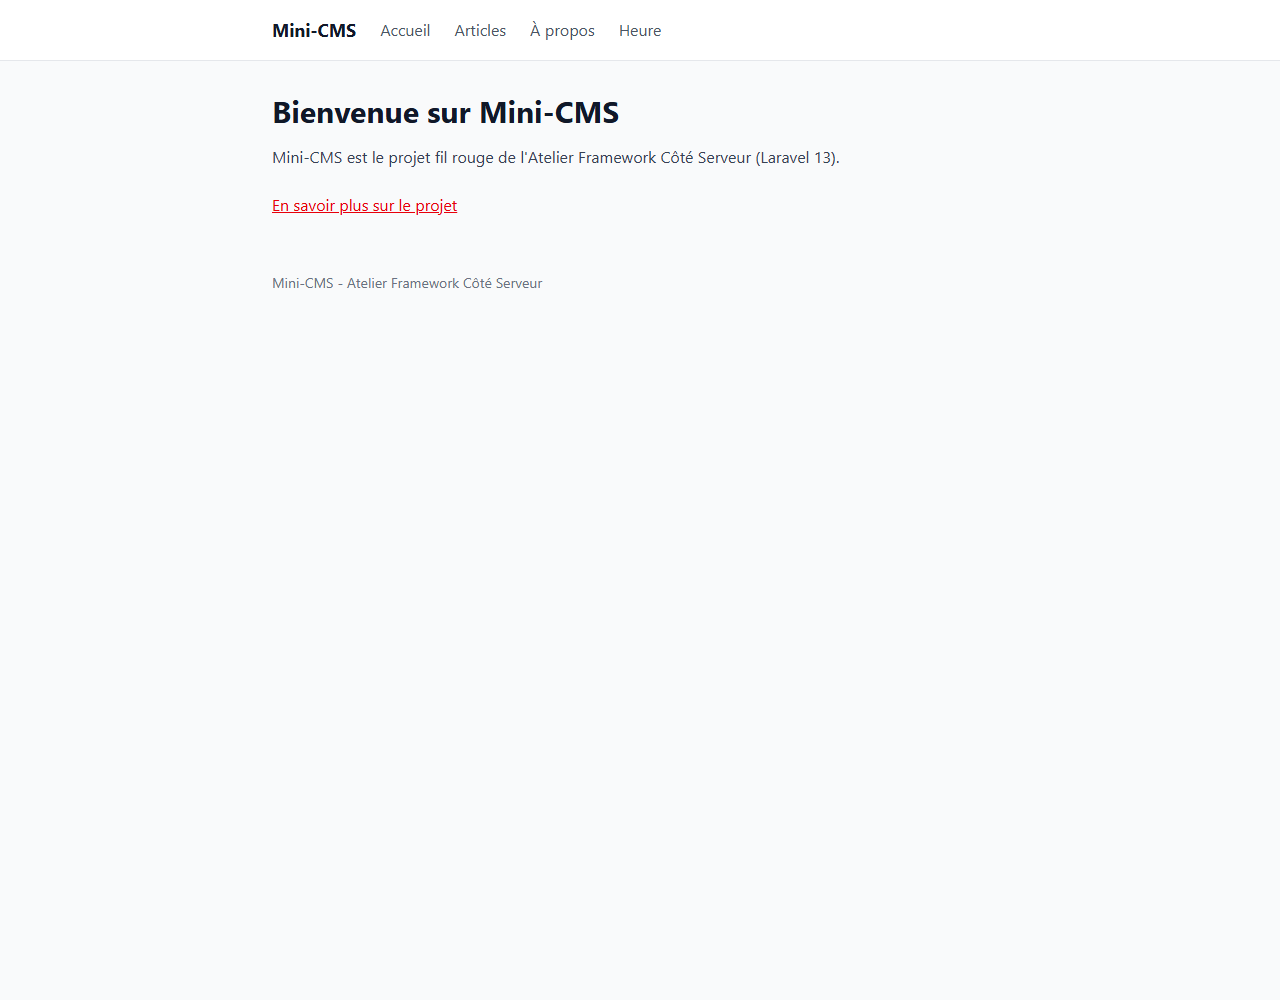 Mini-CMS Accueil Articles À propos Heure
Bienvenue sur Mini-CMS
Mini-CMS est le projet fil rouge de l'Atelier Framework Côté Serveur (Laravel 13).
En savoir plus sur le projet
Mini-CMS - Atelier Framework Côté Serveur